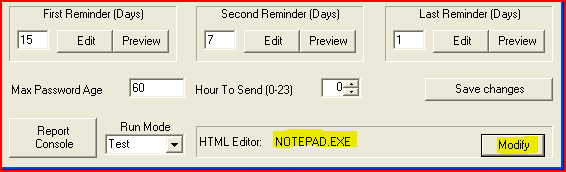 First Reminder (Days) Second Reminder (Days) Last Reminder (Days)
15 Edit Preview 7 Edit Preview 1 Edit Preview
Max Password Age 60 Hour To Send (0-23) 0 Save changes
Report Console
Run Mode
Test
HTML Editor: NOTEPAD.EXE Modify